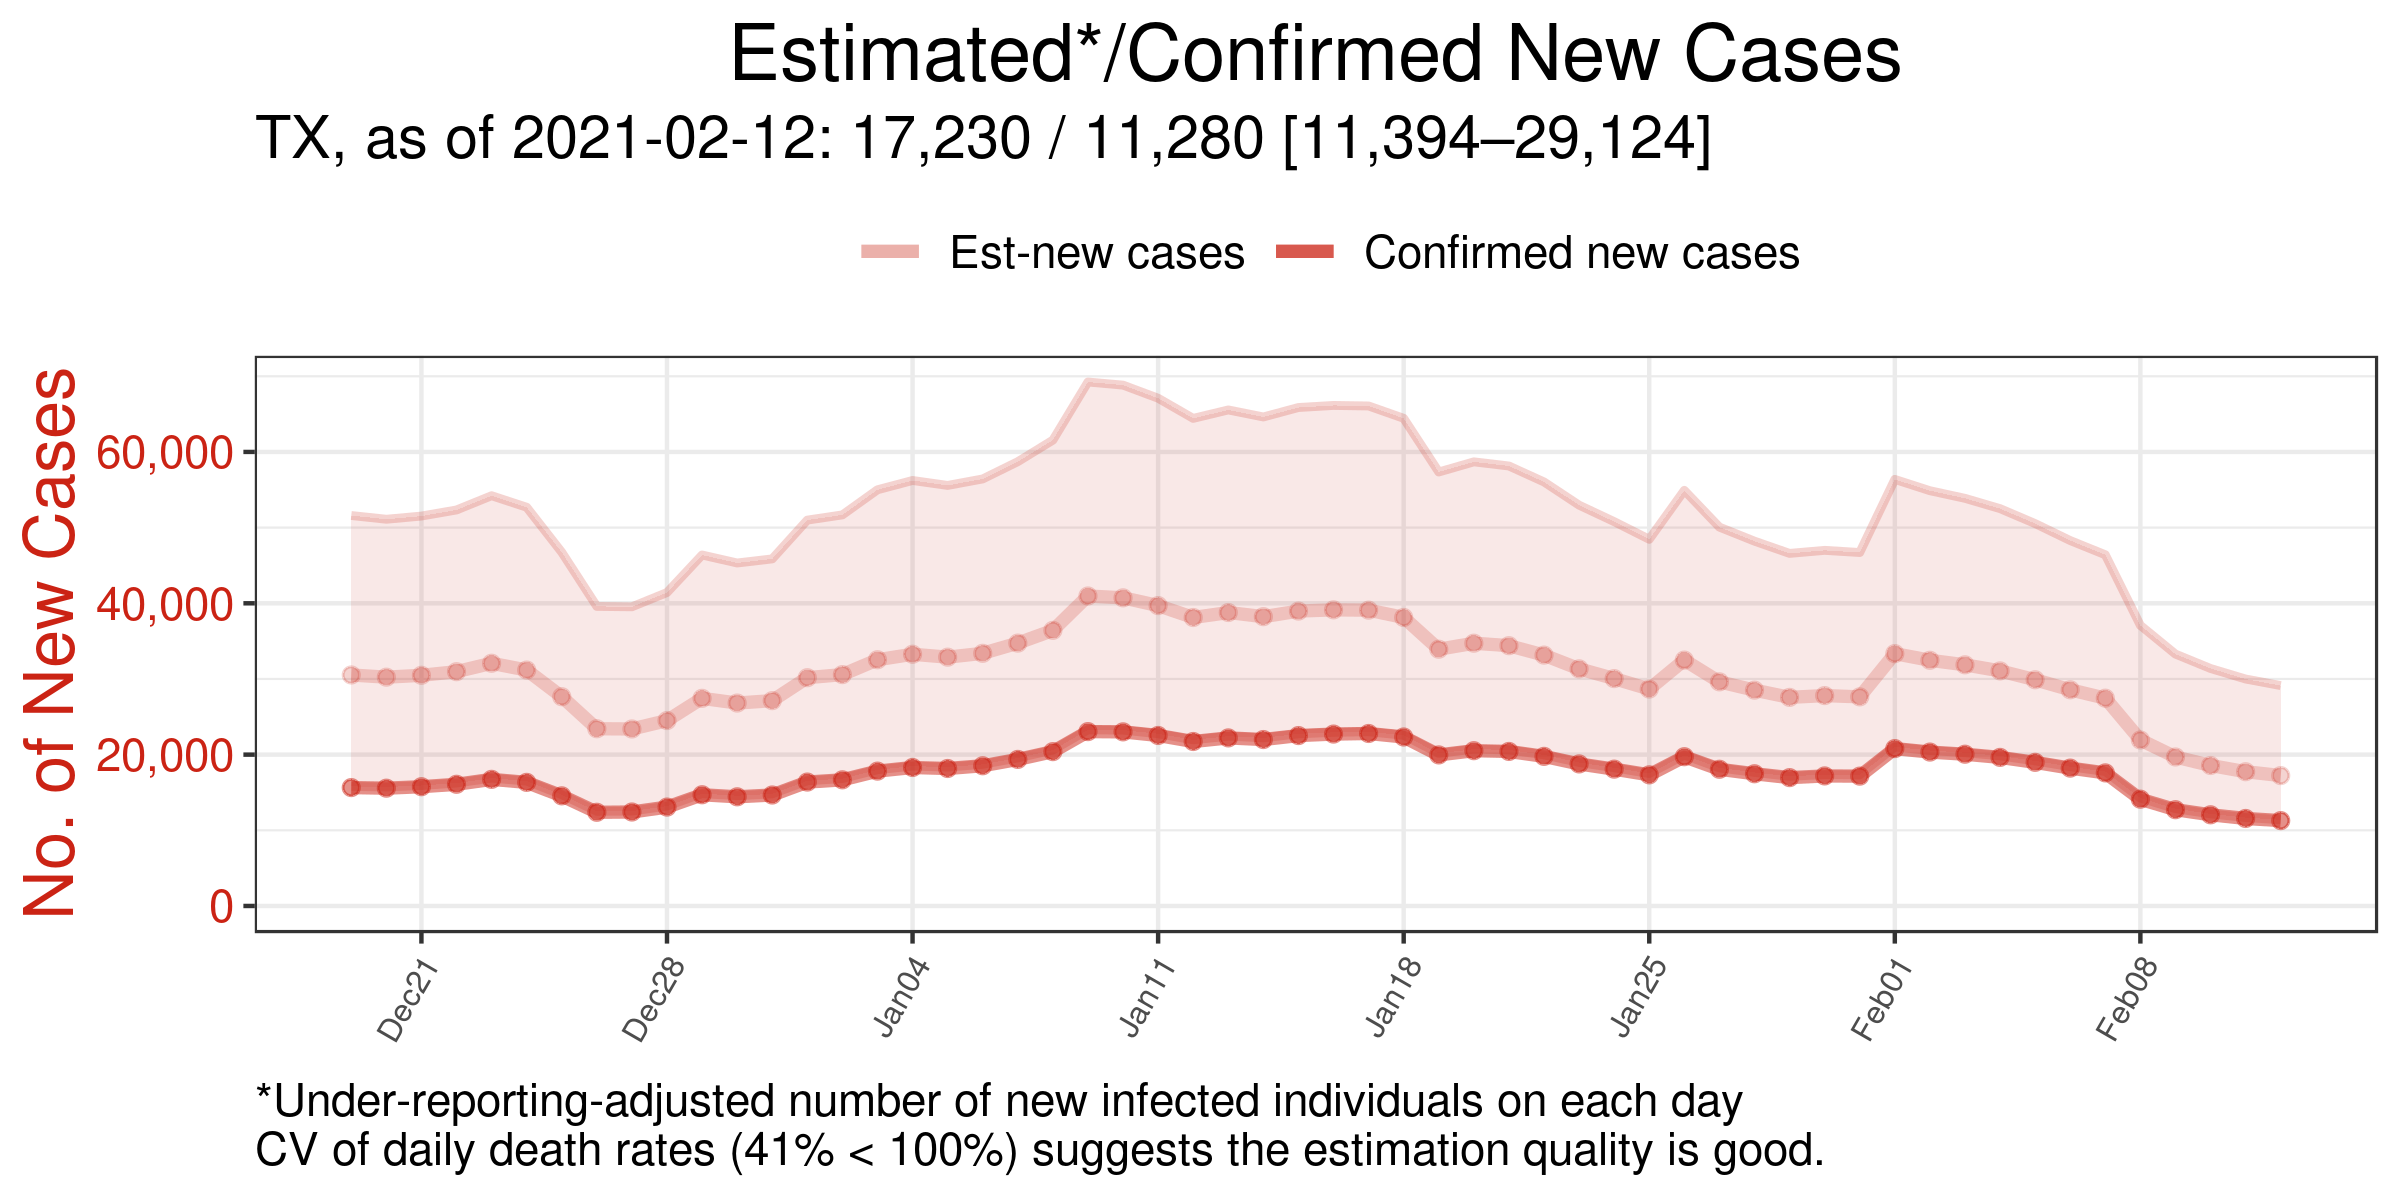 Estimated*/Confirmed New Cases
TX, as of 2021-02-12: 17,230 / 11,280 [11,394–29,124]
Est-new cases
Confirmed new cases
No. of New Cases
60,000
40,000
20,000
0
Dec21
Dec28
Jan04
Jan11
Jan18
Jan25
Feb01
Feb08
*Under-reporting-adjusted number of new infected individuals on each day
CV of daily death rates (41% < 100%) suggests the estimation quality is good.